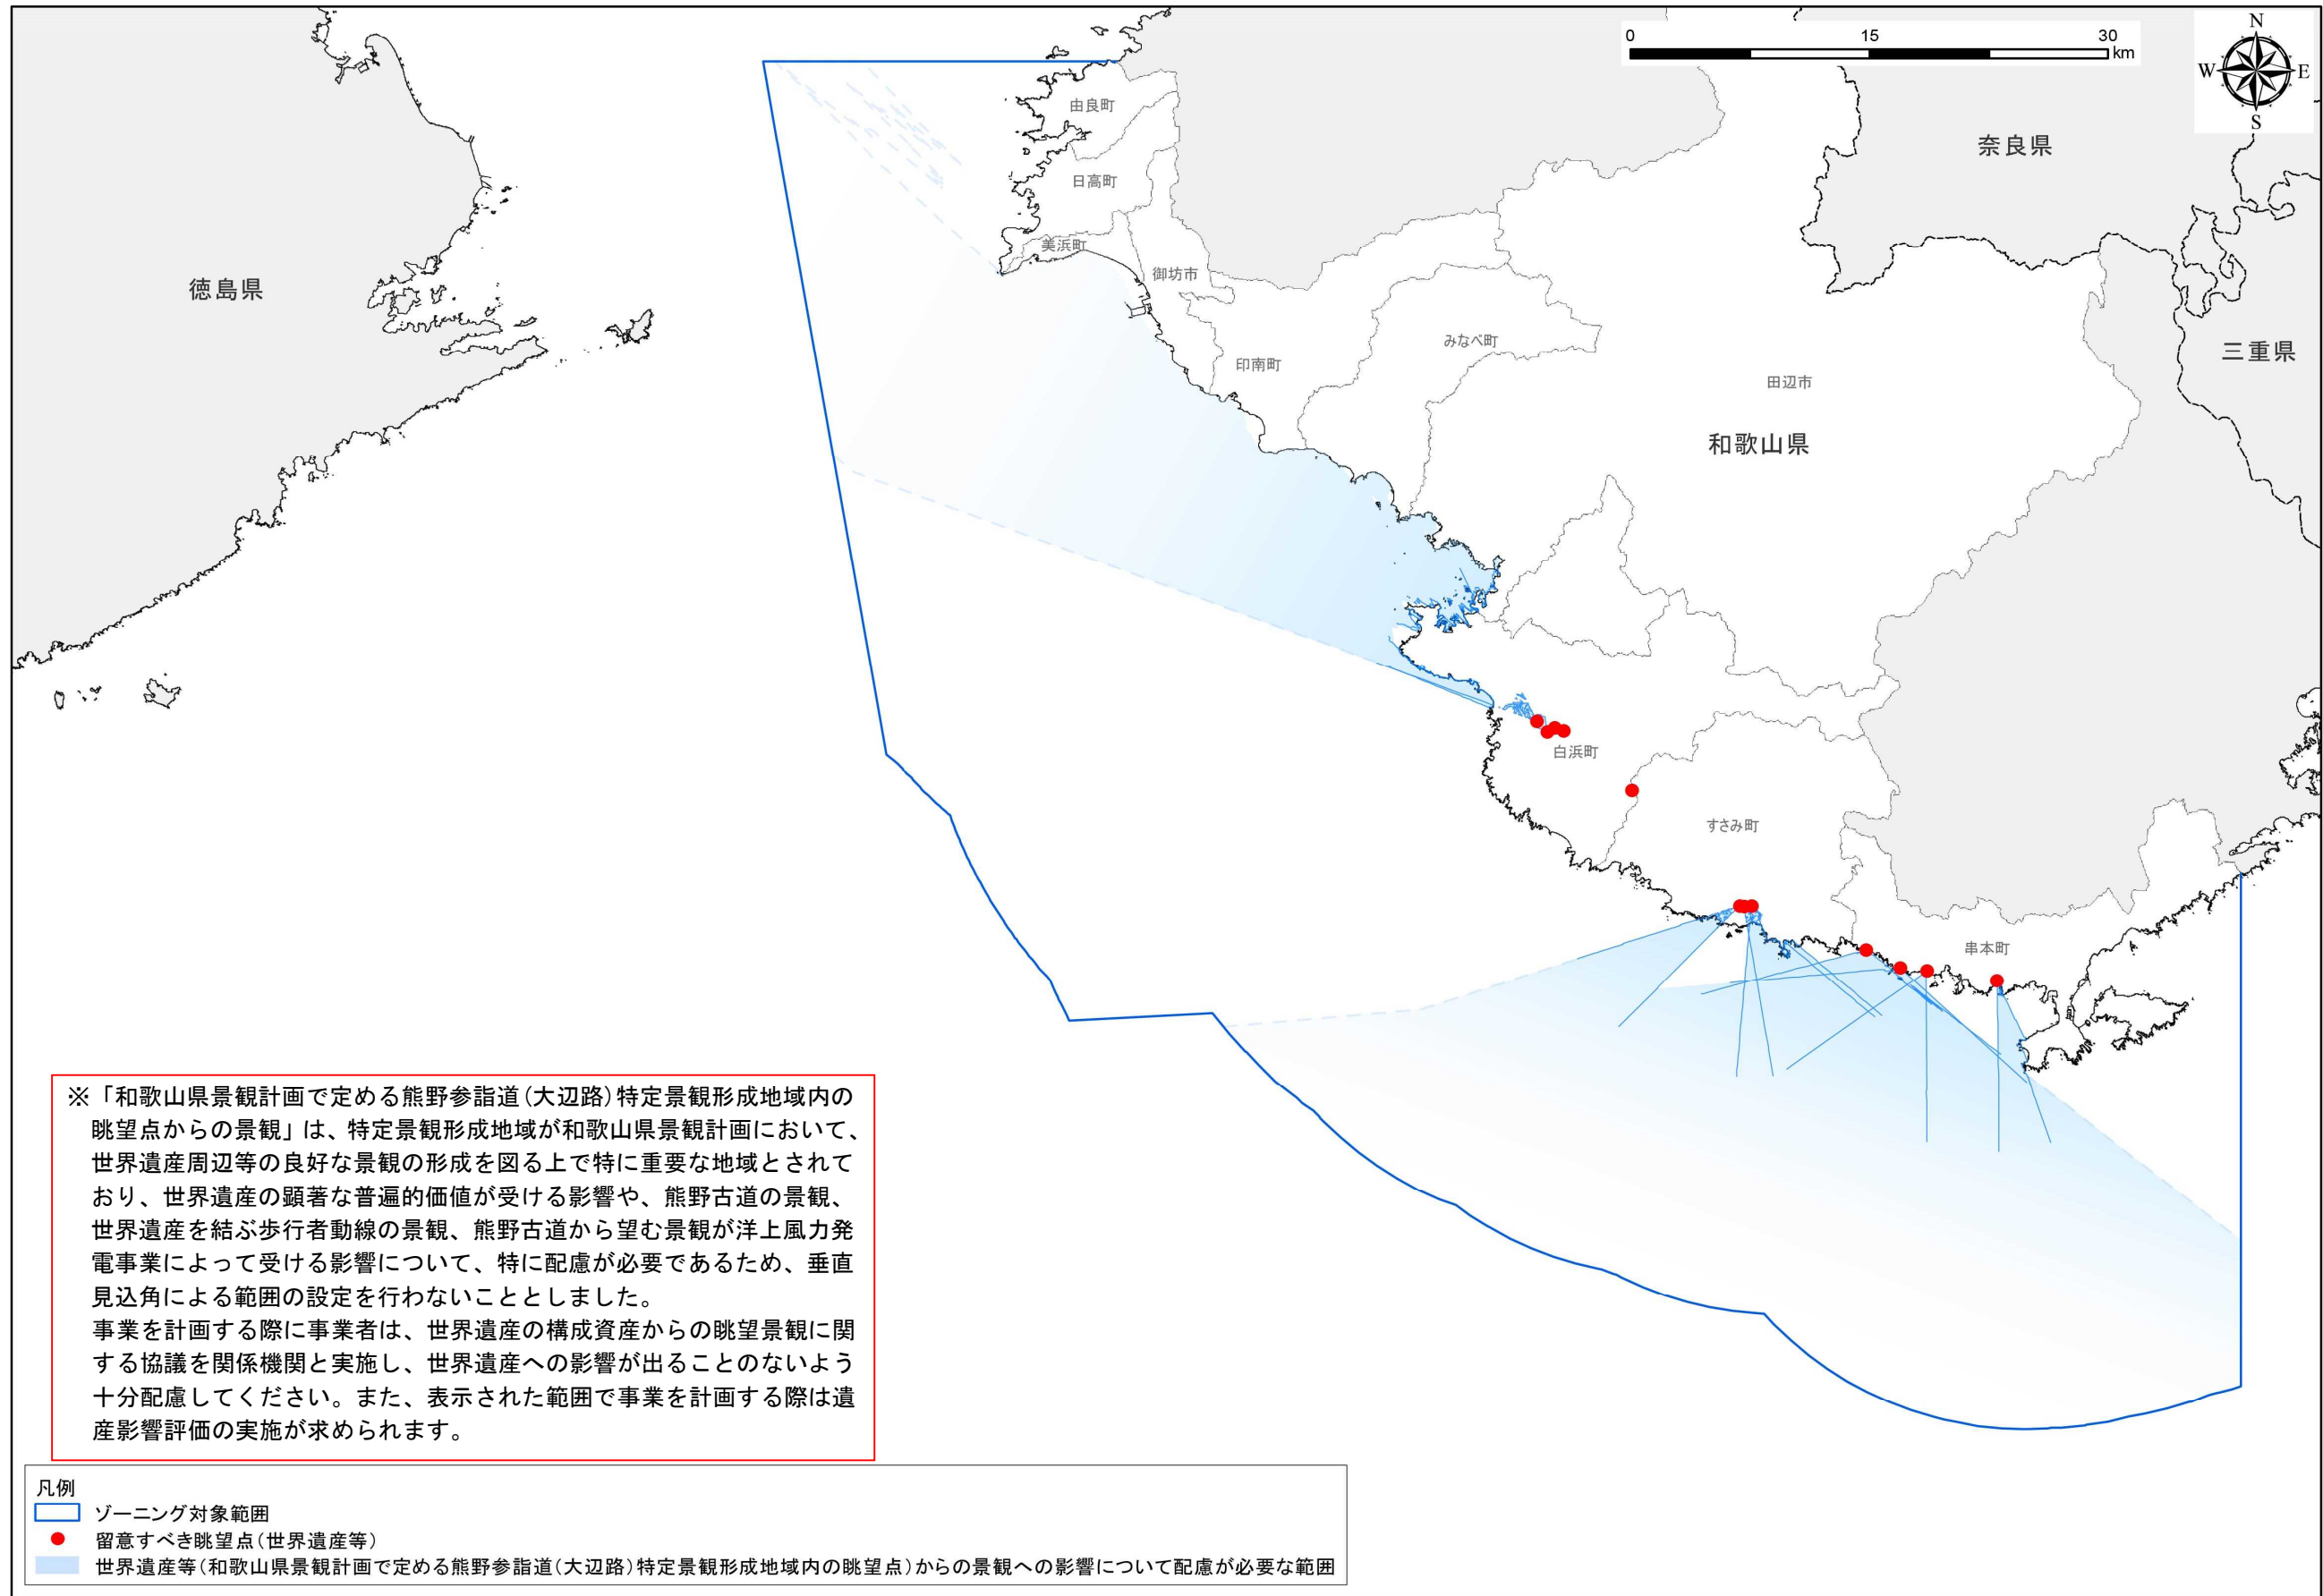 0 15 30
km
N
W E
S
由良町
奈良県
日高町
美浜町
御坊市
徳島県
みなべ町
三重県
印南町
田辺市
和歌山県
白浜町
すさみ町
串本町
※「和歌山県景観計画で定める熊野参詣道(大辺路)特定景観形成地域内の
眺望点からの景観」は、特定景観形成地域が和歌山県景観計画において、
世界遺産周辺等の良好な景観の形成を図る上で特に重要な地域とされて
おり、世界遺産の顕著な普遍的価値が受ける影響や、熊野古道の景観、
世界遺産を結ぶ歩行者動線の景観、熊野古道から望む景観が洋上風力発
電事業によって受ける影響について、特に配慮が必要であるため、垂直
見込角による範囲の設定を行わないこととしました。
事業を計画する際に事業者は、世界遺産の構成資産からの眺望景観に関
する協議を関係機関と実施し、世界遺産への影響が出ることのないよう
十分配慮してください。また、表示された範囲で事業を計画する際は遺
産影響評価の実施が求められます。
凡例
ゾーニング対象範囲
留意すべき眺望点(世界遺産等)
世界遺産等(和歌山県景観計画で定める熊野参詣道(大辺路)特定景観形成地域内の眺望点)からの景観への影響について配慮が必要な範囲